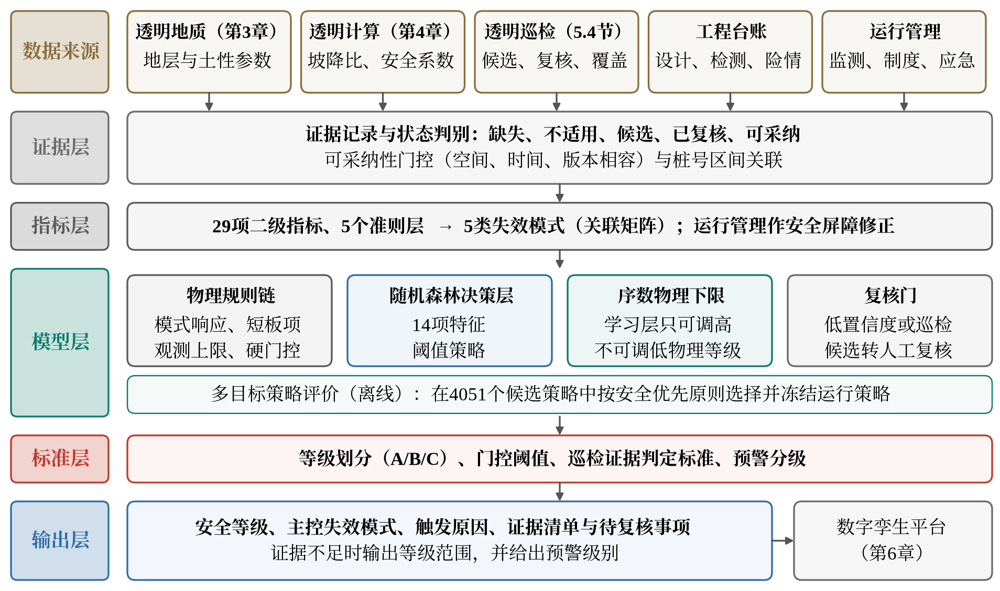 数据来源
透明地质（第3章）
地层与土性参数
透明计算（第4章）
坡降比、安全系数
透明巡检（5.4节）
候选、复核、覆盖
工程台账
设计、检测、险情
运行管理
监测、制度、应急
证据层
证据记录与状态判别：缺失、不适用、候选、已复核、可采纳
可采纳性门控（空间、时间、版本相容）与桩号区间关联
指标层
29项二级指标、5个准则层 → 5类失效模式（关联矩阵）；运行管理作安全屏障修正
模型层
物理规则链
模式响应、短板项
观测上限、硬门控
随机森林决策层
14项特征
阈值策略
序数物理下限
学习层只可调高
不可调低物理等级
复核门
低置信度或巡检
候选转人工复核
多目标策略评价（离线）：在4051个候选策略中按安全优先原则选择并冻结运行策略
标准层
等级划分（A/B/C）、门控阈值、巡检证据判定标准、预警分级
输出层
安全等级、主控失效模式、触发原因、证据清单与待复核事项
证据不足时输出等级范围，并给出预警级别
数字孪生平台
（第6章）